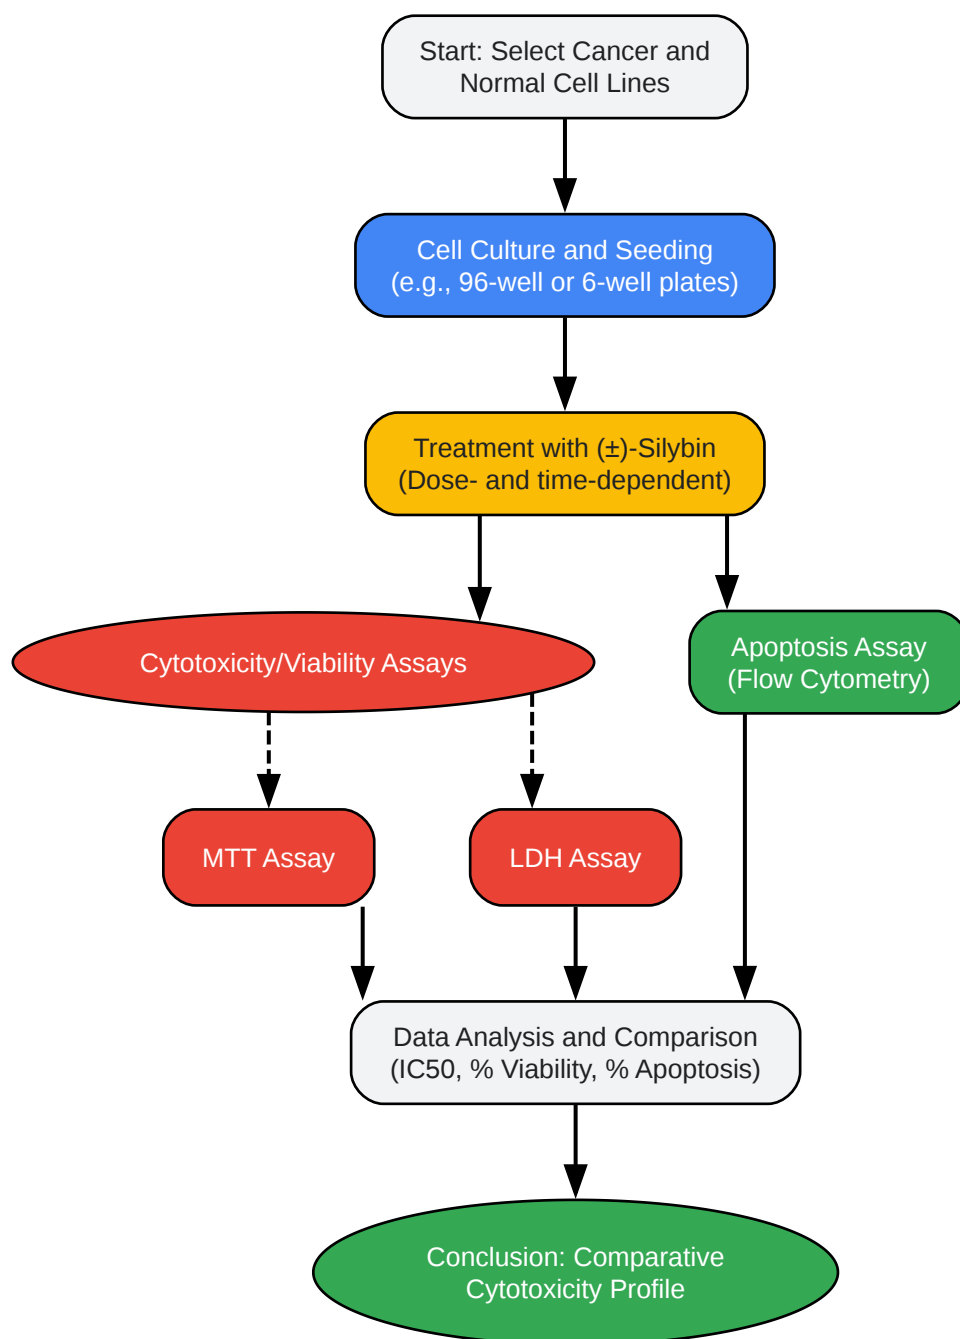 Start: Select Cancer and
Normal Cell Lines
Cell Culture and Seeding
(e.g., 96-well or 6-well plates)
Treatment with (±)-Silybin
(Dose- and time-dependent)
Cytotoxicity/Viability Assays
Apoptosis Assay
(Flow Cytometry)
MTT Assay
LDH Assay
Data Analysis and Comparison
(IC50, % Viability, % Apoptosis)
Conclusion: Comparative
Cytotoxicity Profile